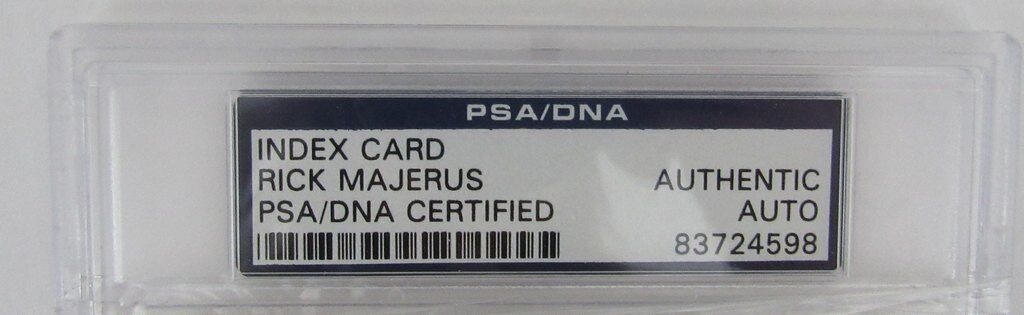 PSA/DNA
INDEX CARD
RICK MAJERUS AUTHENTIC
PSA/DNA CERTIFIED AUTO
83724598